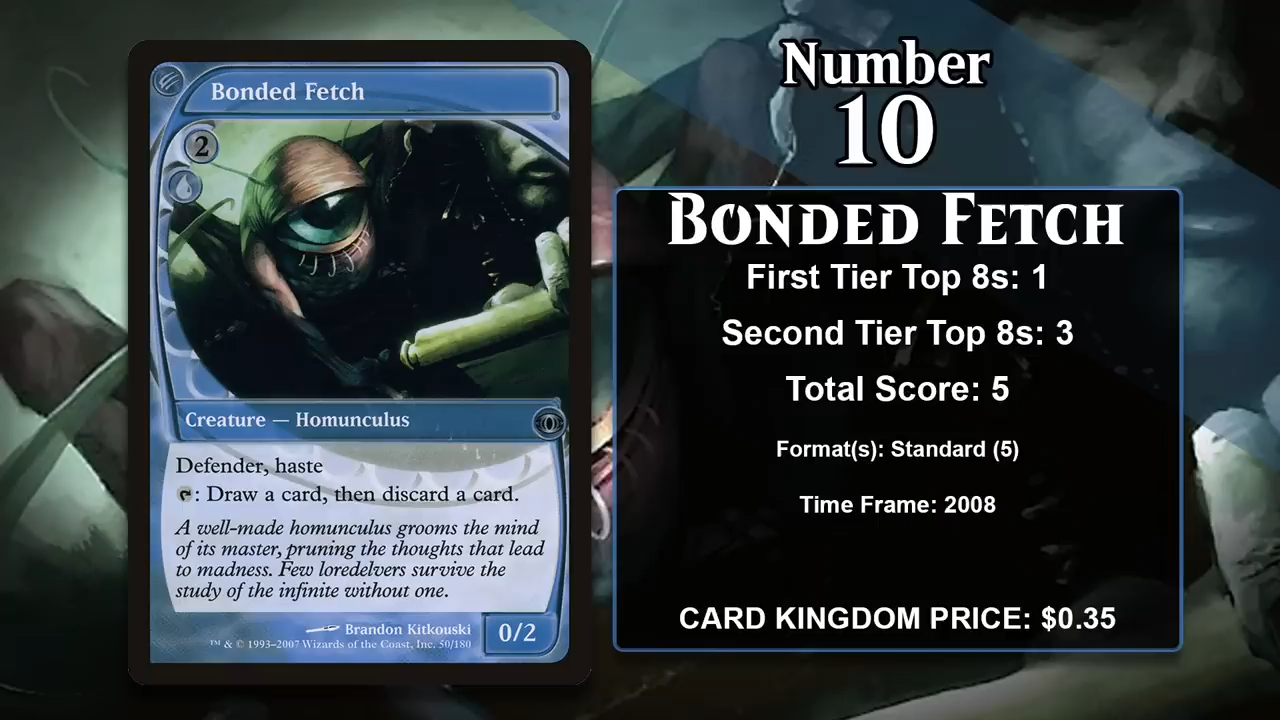 Bonded Fetch
2
Creature — Homunculus
Defender, haste
: Draw a card, then discard a card.
A well-made homunculus grooms the mind
of its master, pruning the thoughts that lead
to madness. Few loredelvers survive the
study of the infinite without one.
Brandon Kitkouski
™ & © 1993–2007 Wizards of the Coast, Inc. 50/180
0/2
Number
10
BONDED FETCH
First Tier Top 8s: 1
Second Tier Top 8s: 3
Total Score: 5
Format(s): Standard (5)
Time Frame: 2008
CARD KINGDOM PRICE: $0.35